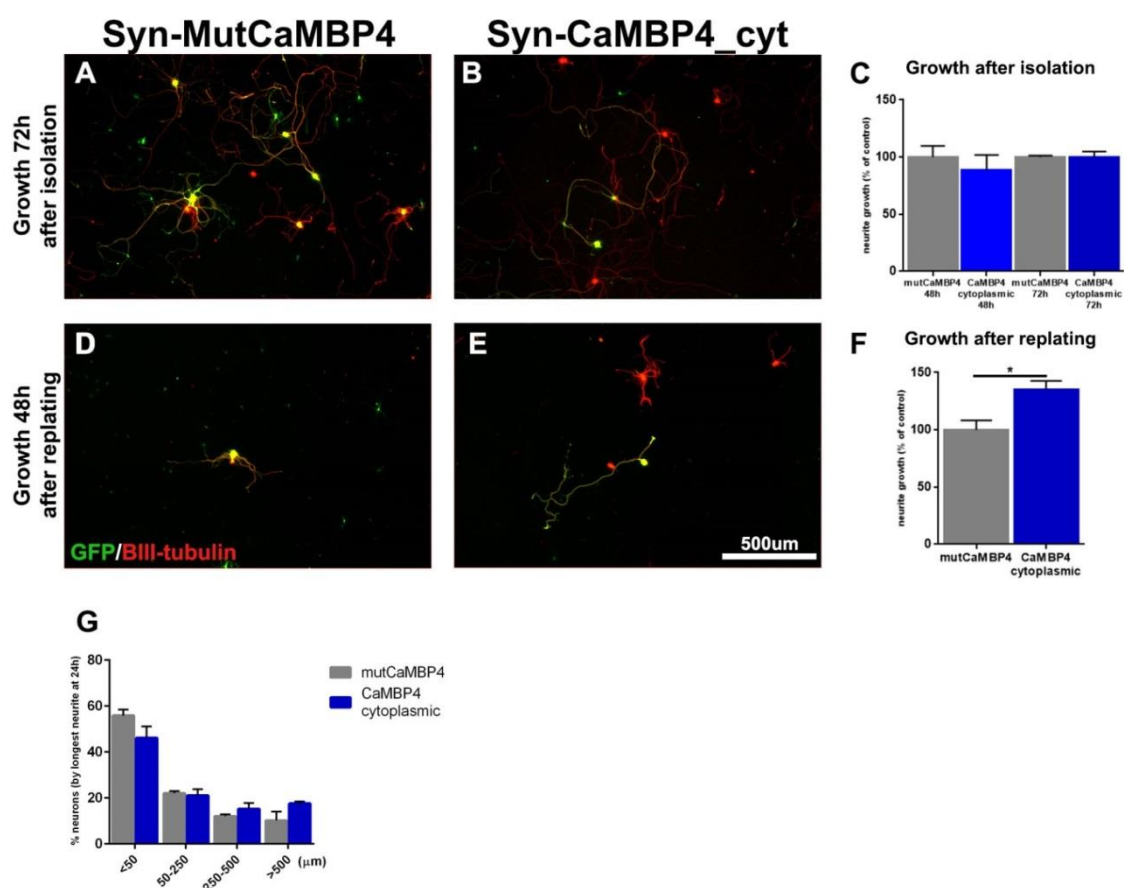 Syn-MutCaMBP4 Syn-CaMBP4_cyt
Growth 72h
after isolation
A
B
C
Growth after isolation
neurite growth (% of control)
150
100
50
0
mutCaMBP4
48h
CaMBP4
cytoplasmic
48h
mutCaMBP4
72h
CaMBP4
cytoplasmic
72h
Growth 48h
after replating
D
GFP/BIII-tubulin
E
500um
F
Growth after replating
neurite growth (% of control)
150
*
100
50
0
mutCaMBP4
CaMBP4
cytoplasmic
G
% neurons (by longest neurite at 24h)
80
60
40
20
0
<50
50-250
250-500
>500
(μm)
mutCaMBP4
CaMBP4
cytoplasmic